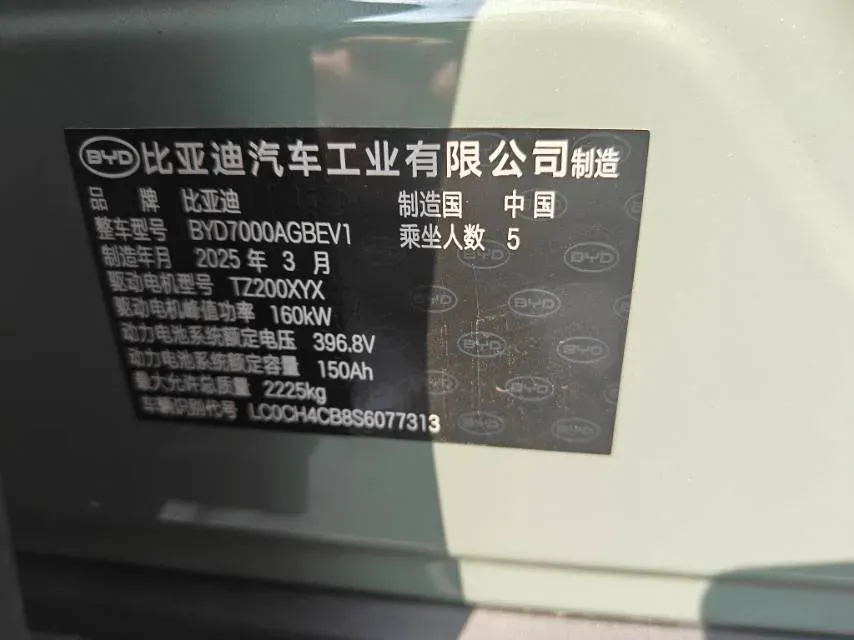 BYD 比亚迪汽车工业有限公司制造
品牌 比亚迪 制造国 中国
整车型号 BYD7000AGBEV1 乘坐人数 5
制造年月 2025 年 3 月
驱动电机型号 TZ200XYX
驱动电机峰值功率 160kW
动力电池系统额定电压 396.8V
动力电池系统额定容量 150Ah
最大允许总质量 2225kg
车辆识别代号 LC0CH4CB8S6077313